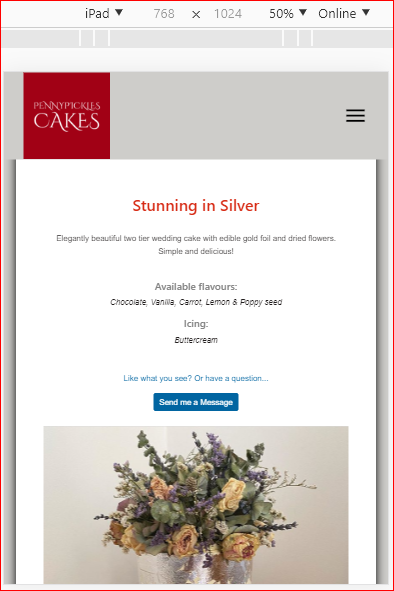 iPad ▼ 768 × 1024 50% ▼ Online ▼
PENNYPICKLES
CAKES
Stunning in Silver
Elegantly beautiful two tier wedding cake with edible gold foil and dried flowers.
Simple and delicious!
Available flavours:
Chocolate, Vanilla, Carrot, Lemon & Poppy seed
Icing:
Buttercream
Like what you see? Or have a question...
Send me a Message